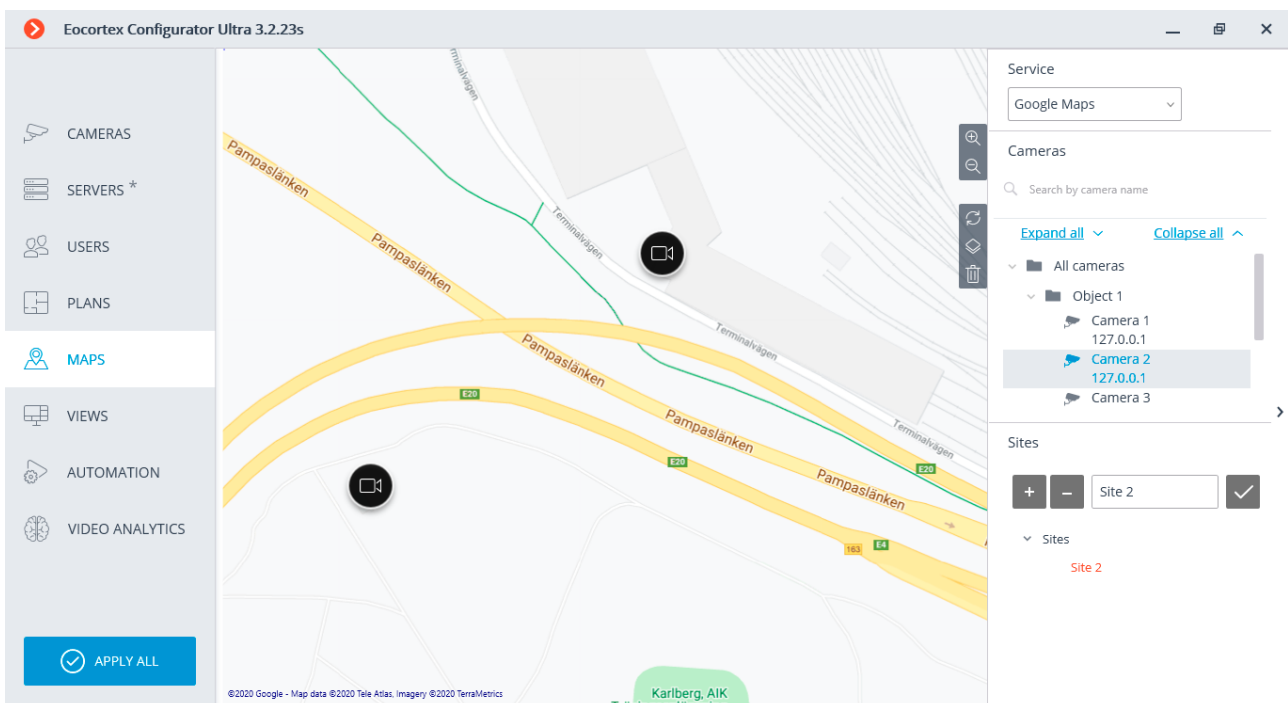 Eocortex Configurator Ultra 3.2.23s
CAMERAS
SERVERS *
USERS
PLANS
MAPS
VIEWS
AUTOMATION
VIDEO ANALYTICS
APPLY ALL
Terminalvägen
Pampaslänken
Terminalvägen
Pampaslänken
Terminalvägen
Pampaslänken
E20
Pampaslänken
Terminalvägen
E20
E20
Pampaslänken
163
E4
Karlberg, AIK
©2020 Google - Map data ©2020 Tele Atlas, Imagery ©2020 TerraMetrics
Service
Google Maps
Cameras
Search by camera name
Expand all
Collapse all
All cameras
Object 1
Camera 1
127.0.0.1
Camera 2
127.0.0.1
Camera 3
Sites
+
–
Site 2
Sites
Site 2